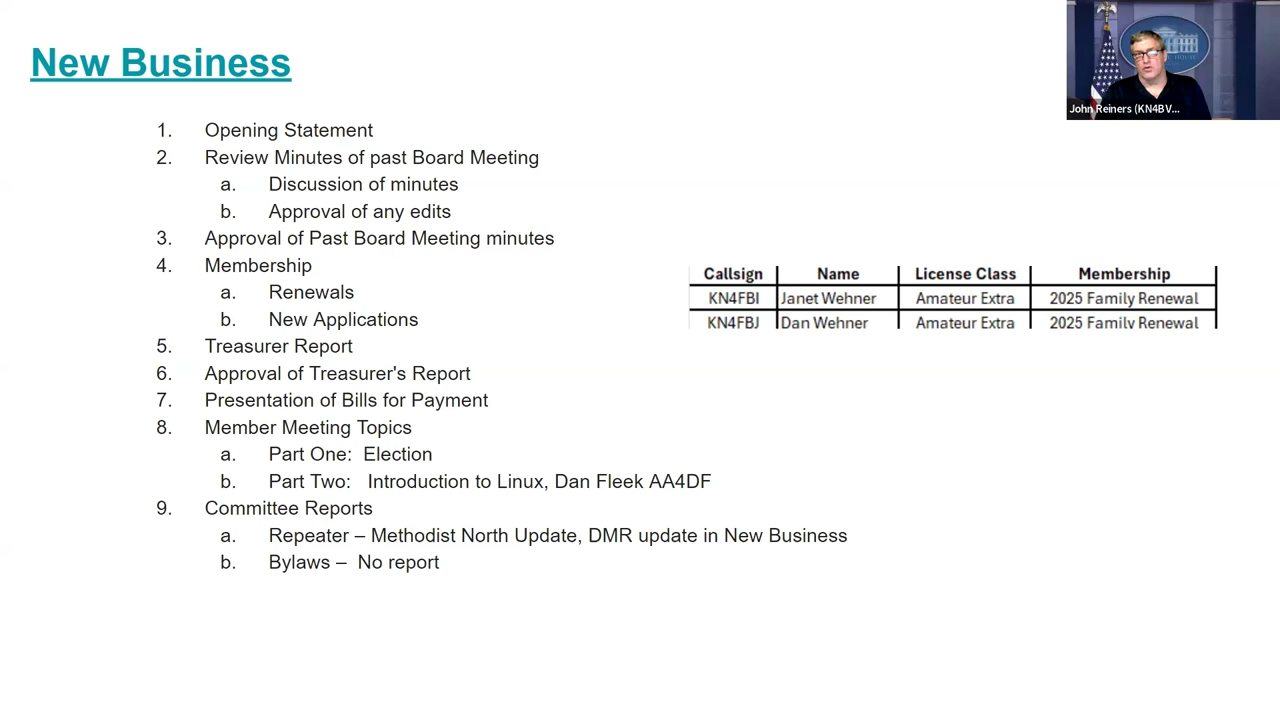 New Business
John Reiners (KN4BV...
1. Opening Statement
2. Review Minutes of past Board Meeting
a. Discussion of minutes
b. Approval of any edits
3. Approval of Past Board Meeting minutes
4. Membership
a. Renewals
b. New Applications
5. Treasurer Report
6. Approval of Treasurer's Report
7. Presentation of Bills for Payment
8. Member Meeting Topics
a. Part One: Election
b. Part Two: Introduction to Linux, Dan Fleek AA4DF
9. Committee Reports
a. Repeater – Methodist North Update, DMR update in New Business
b. Bylaws – No report
Callsign Name License Class Membership
KN4FBI Janet Wehner Amateur Extra 2025 Family Renewal
KN4FBJ Dan Wehner Amateur Extra 2025 Family Renewal